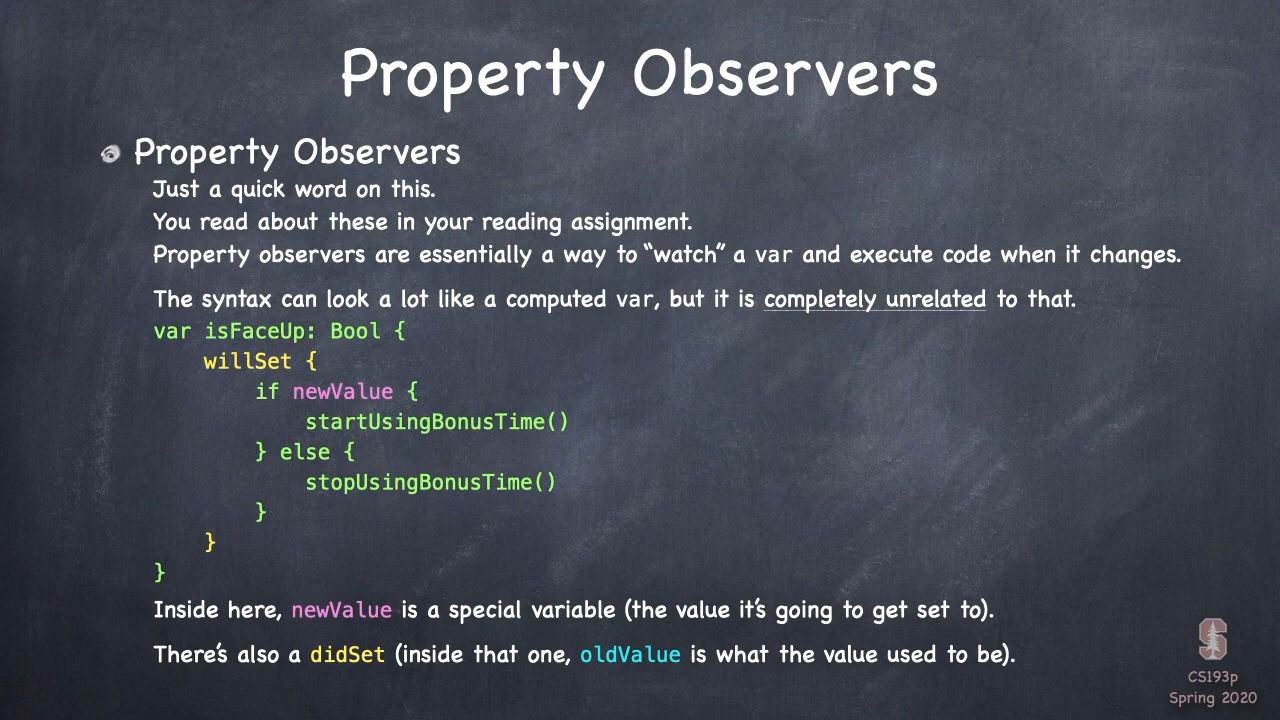 Property Observers
Property Observers
Just a quick word on this.
You read about these in your reading assignment.
Property observers are essentially a way to “watch” a var and execute code when it changes.
The syntax can look a lot like a computed var, but it is completely unrelated to that.
var isFaceUp: Bool {
    willSet {
        if newValue {
            startUsingBonusTime()
        } else {
            stopUsingBonusTime()
        }
    }
}
Inside here, newValue is a special variable (the value it’s going to get set to).
There’s also a didSet (inside that one, oldValue is what the value used to be).
S
CS193p
Spring 2020